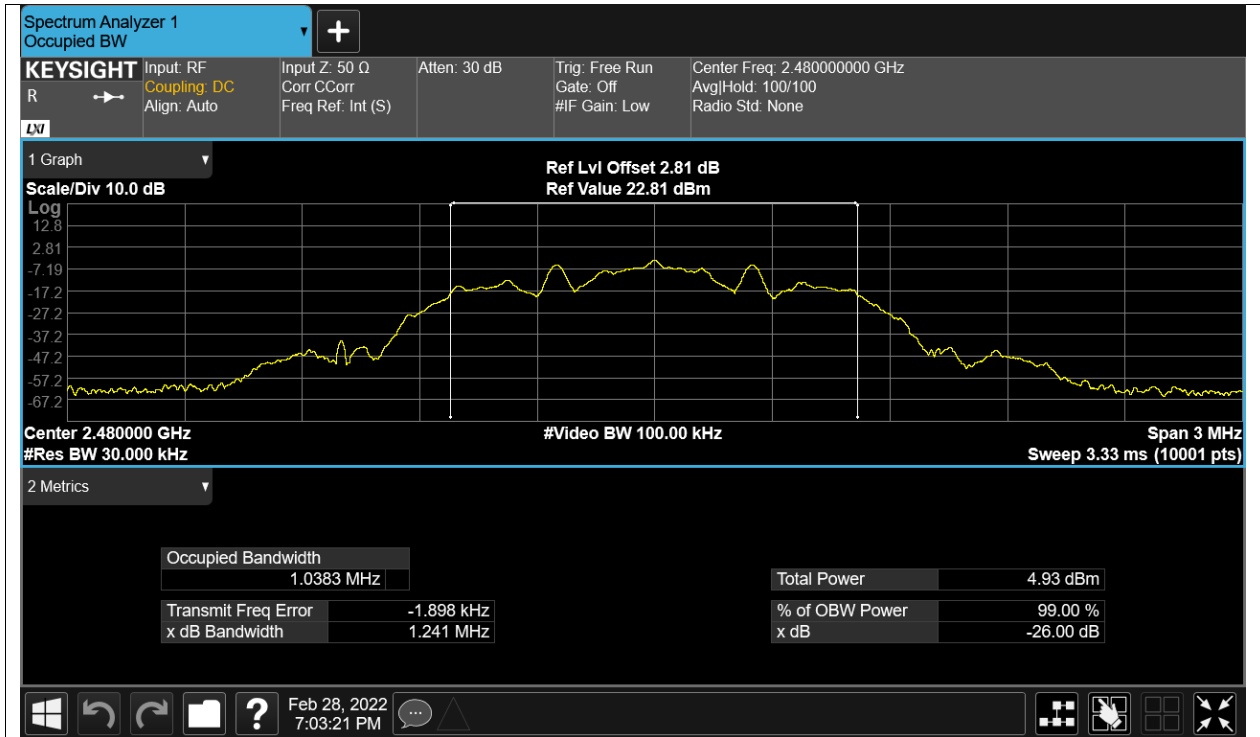 Spectrum Analyzer 1
Occupied BW
▼
+
KEYSIGHT
R
LXI
Input: RF
Coupling: DC
Align: Auto
Input Z: 50 Ω
Corr CCorr
Freq Ref: Int (S)
Atten: 30 dB
Trig: Free Run
Gate: Off
#IF Gain: Low
Center Freq: 2.480000000 GHz
Avg|Hold: 100/100
Radio Std: None
1 Graph
Scale/Div 10.0 dB
Ref Lvl Offset 2.81 dB
Ref Value 22.81 dBm
Log
12.8
2.81
-7.19
-17.2
-27.2
-37.2
-47.2
-57.2
-67.2
Center 2.480000 GHz
#Video BW 100.00 kHz
Span 3 MHz
#Res BW 30.000 kHz
Sweep 3.33 ms (10001 pts)
2 Metrics
Occupied Bandwidth
1.0383 MHz
Total Power 4.93 dBm
Transmit Freq Error -1.898 kHz
% of OBW Power 99.00 %
x dB Bandwidth 1.241 MHz
x dB -26.00 dB
?
Feb 28, 2022
7:03:21 PM